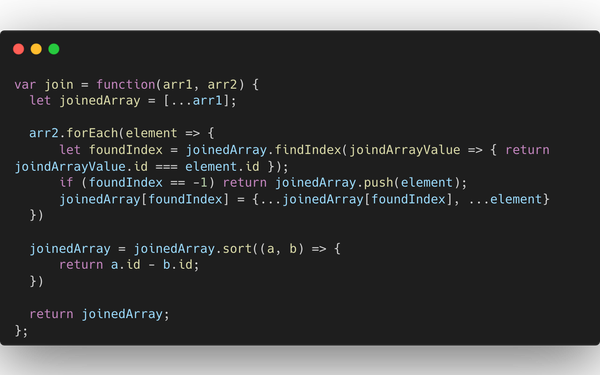 var join = function(arr1, arr2) {
  let joinedArray = [...arr1];

  arr2.forEach(element => {
      let foundIndex = joinedArray.findIndex(joindArrayValue => { return
joindArrayValue.id === element.id });
      if (foundIndex == -1) return joinedArray.push(element);
      joinedArray[foundIndex] = {...joinedArray[foundIndex], ...element}
  })

  joinedArray = joinedArray.sort((a, b) => {
      return a.id - b.id;
  })

  return joinedArray;
};